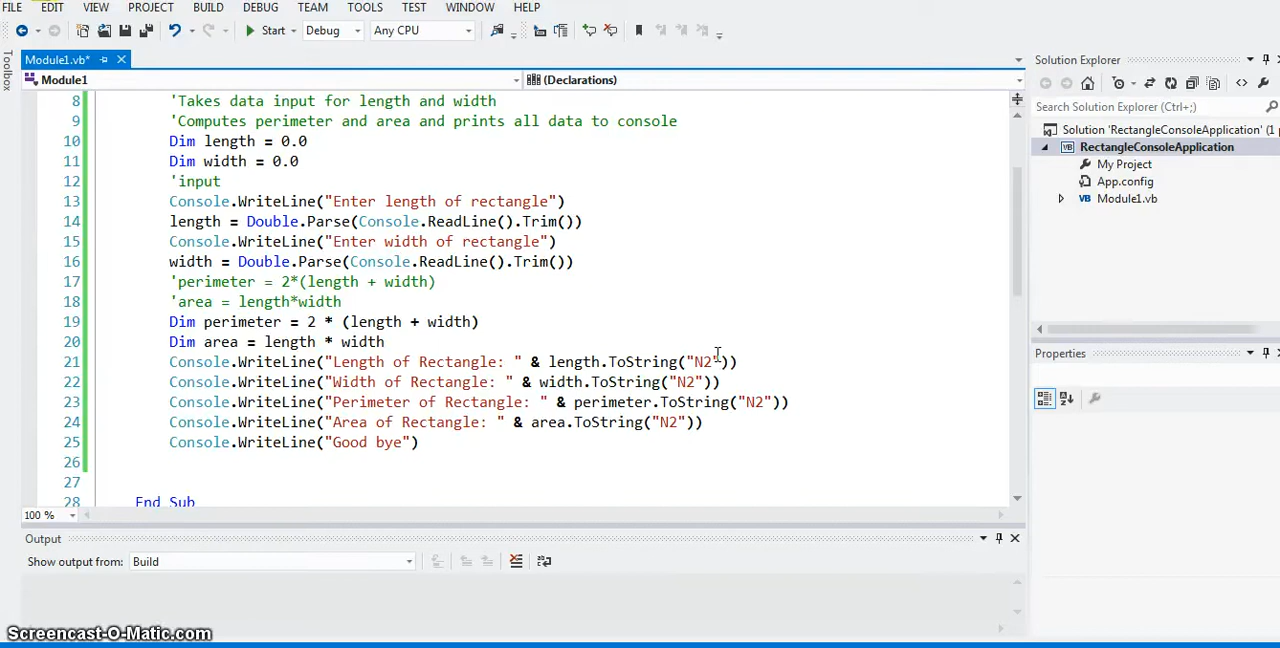 FILE EDIT VIEW PROJECT BUILD DEBUG TEAM TOOLS TEST WINDOW HELP
Start Debug Any CPU
Toolbox
Module1.vb*
Module1 (Declarations)
8 'Takes data input for length and width
9 'Computes perimeter and area and prints all data to console
10 Dim length = 0.0
11 Dim width = 0.0
12 'input
13 Console.WriteLine("Enter length of rectangle")
14 length = Double.Parse(Console.ReadLine().Trim())
15 Console.WriteLine("Enter width of rectangle")
16 width = Double.Parse(Console.ReadLine().Trim())
17 'perimeter = 2*(length + width)
18 'area = length*width
19 Dim perimeter = 2 * (length + width)
20 Dim area = length * width
21 Console.WriteLine("Length of Rectangle: " & length.ToString("N2"))
22 Console.WriteLine("Width of Rectangle: " & width.ToString("N2"))
23 Console.WriteLine("Perimeter of Rectangle: " & perimeter.ToString("N2"))
24 Console.WriteLine("Area of Rectangle: " & area.ToString("N2"))
25 Console.WriteLine("Good bye")
26
27
28 End Sub
100 %
Output
Show output from: Build
Solution Explorer
Search Solution Explorer (Ctrl+;)
Solution 'RectangleConsoleApplication' (1 p
VB RectangleConsoleApplication
My Project
App.config
VB Module1.vb
Properties
Screencast-O-Matic.com